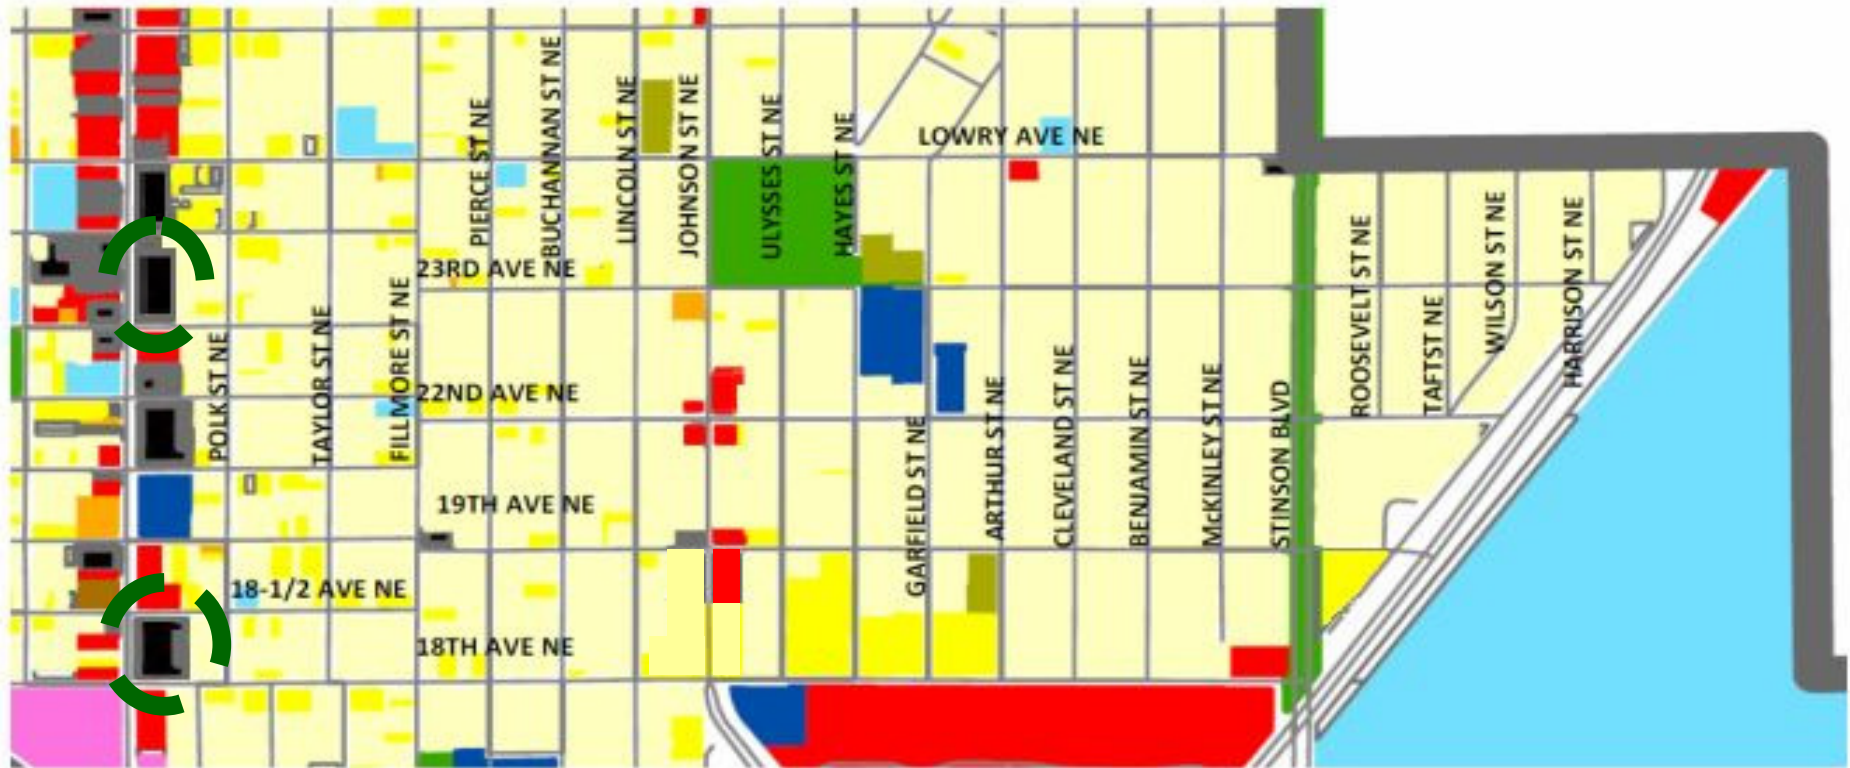 LOWRY AVE NE
PIERCE ST NE
BUCHANNAN ST NE
LINCOLN ST NE
JOHNSON ST NE
ULYSSES ST NE
HAYES ST NE
23RD AVE NE
POLK ST NE
TAYLOR ST NE
FILLMORE ST NE
22ND AVE NE
ROOSEVELT ST NE
TAFTST NE
WILSON ST NE
HARRISON ST NE
19TH AVE NE
GARFIELD ST NE
ARTHUR ST NE
CLEVELAND ST NE
BENJAMIN ST NE
McKINLEY ST NE
STINSON BLVD
18-1/2 AVE NE
18TH AVE NE